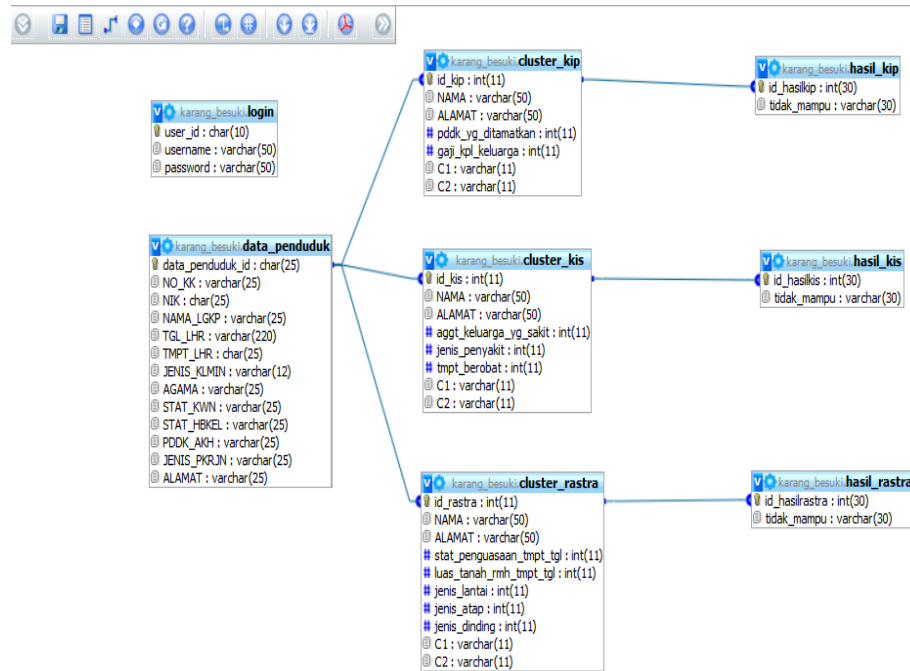 karang_besuki.login
user_id : char(10)
username : varchar(50)
password : varchar(50)
karang_besuki.data_penduduk
data_penduduk_id : char(25)
NO_KK : varchar(25)
NIK : char(25)
NAMA_LGKP : varchar(25)
TGL_LHR : varchar(220)
TMPT_LHR : char(25)
JENIS_KLMIN : varchar(12)
AGAMA : varchar(25)
STAT_KWN : varchar(25)
STAT_HBKEL : varchar(25)
PDDK_AKH : varchar(25)
JENIS_PKRJN : varchar(25)
ALAMAT : varchar(25)
karang_besuki.cluster_kip
id_kip : int(11)
NAMA : varchar(50)
ALAMAT : varchar(50)
pddk_yg_ditamatkan : int(11)
gaji_kpl_keluarga : int(11)
C1 : varchar(11)
C2 : varchar(11)
karang_besuki.cluster_kis
id_kis : int(11)
NAMA : varchar(50)
ALAMAT : varchar(50)
aggt_keluarga_yg_sakit : int(11)
jenis_penyakit : int(11)
tmpt_berobat : int(11)
C1 : varchar(11)
C2 : varchar(11)
karang_besuki.cluster_rastra
id_rastra : int(11)
NAMA : varchar(50)
ALAMAT : varchar(50)
stat_penguasaan_tmpt_tgl : int(11)
luas_tanah_rmh_tmpt_tgl : int(11)
jenis_lantai : int(11)
jenis_atap : int(11)
jenis_dinding : int(11)
C1 : varchar(11)
C2 : varchar(11)
karang_besuki.hasil_kip
id_hasilkip : int(30)
tidak_mampu : varchar(30)
karang_besuki.hasil_kis
id_hasilkis : int(30)
tidak_mampu : varchar(30)
karang_besuki.hasil_rastra
id_hasilrastra : int(30)
tidak_mampu : varchar(30)